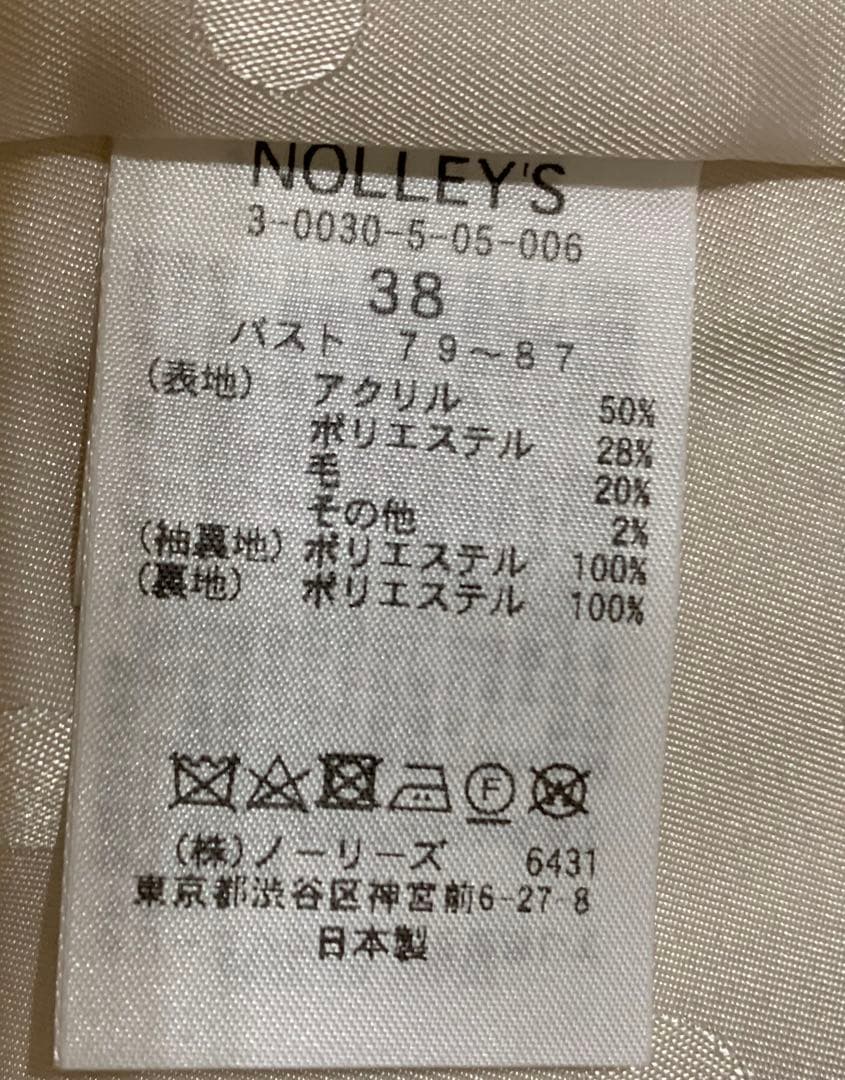 NOLLEY'S
3-0030-5-05-006
38
バスト 79～87
(表地) アクリル 50%
ポリエステル 28%
毛 20%
その他 2%
(袖裏地) ポリエステル 100%
(裏地) ポリエステル 100%
F W
(株)ノーリーズ 6431
東京都渋谷区神宮前6-27-8
日本製